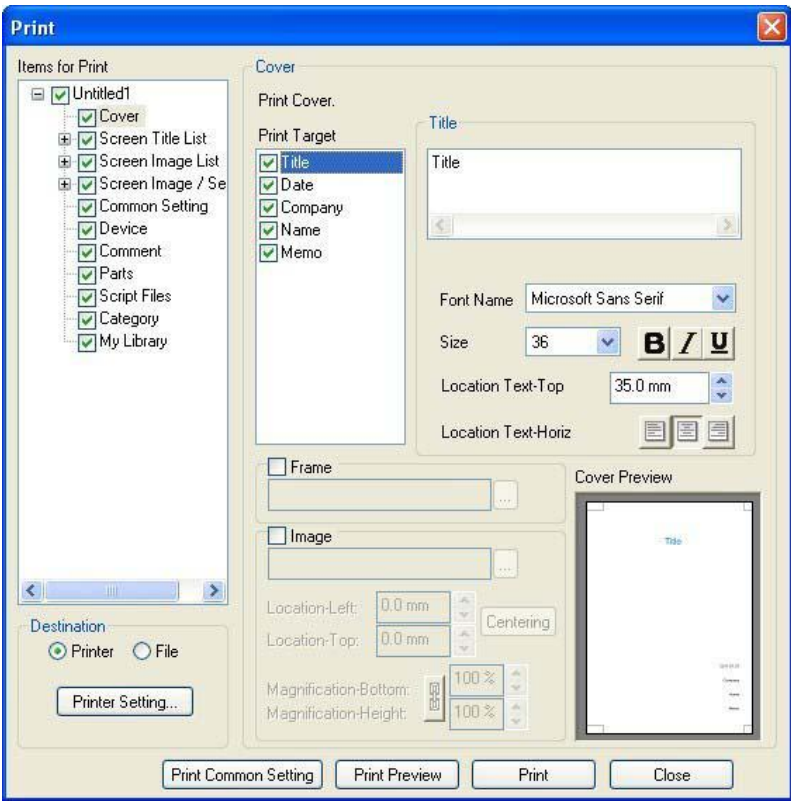 Print
Items for Print
Untitled1
Cover
Screen Title List
Screen Image List
Screen Image / Se
Common Setting
Device
Comment
Parts
Script Files
Category
My Library
Destination
Printer
File
Printer Setting...
Cover
Print Cover.
Print Target
Title
Date
Company
Name
Memo
Title
Title
Font Name Microsoft Sans Serif
Size 36 B I U
Location Text-Top 35.0 mm
Location Text-Horiz
Frame
...
Image
...
Location-Left: 0.0 mm
Location-Top: 0.0 mm
Centering
Magnification-Bottom: 100 %
Magnification-Height: 100 %
Cover Preview
Title
Print Common Setting Print Preview Print Close